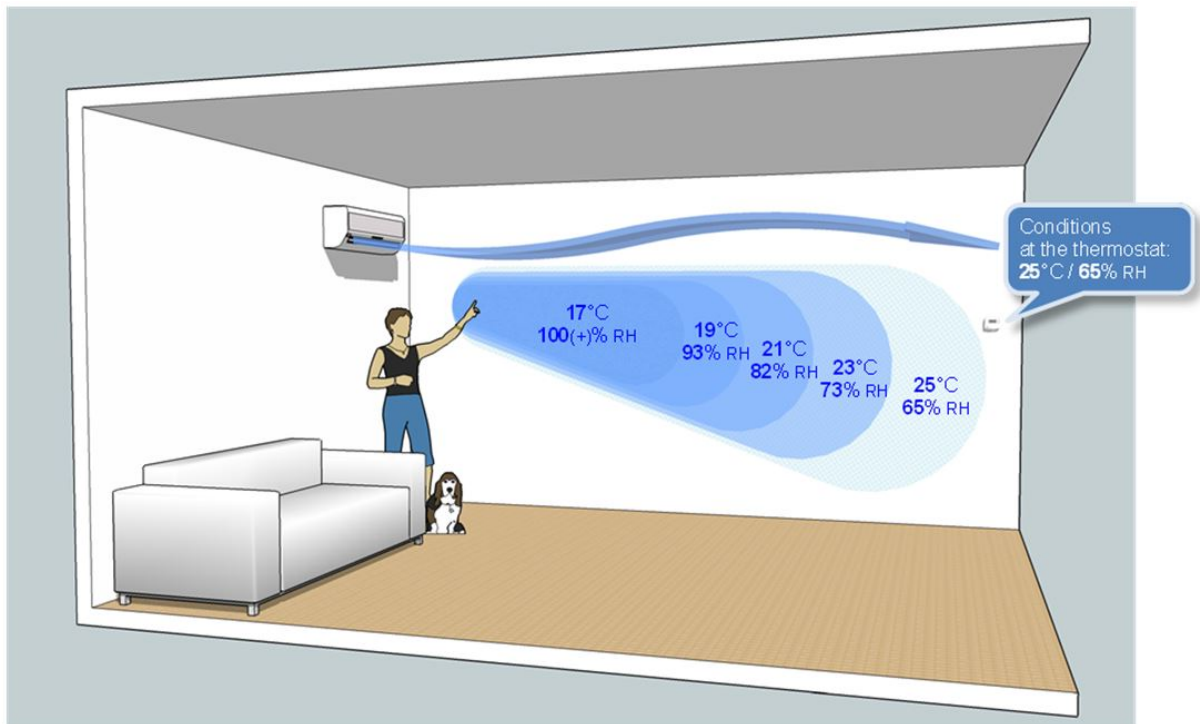 17°C
100(+)% RH
19°C
93% RH
21°C
82% RH
23°C
73% RH
25°C
65% RH
Conditions
at the thermostat:
25°C / 65% RH